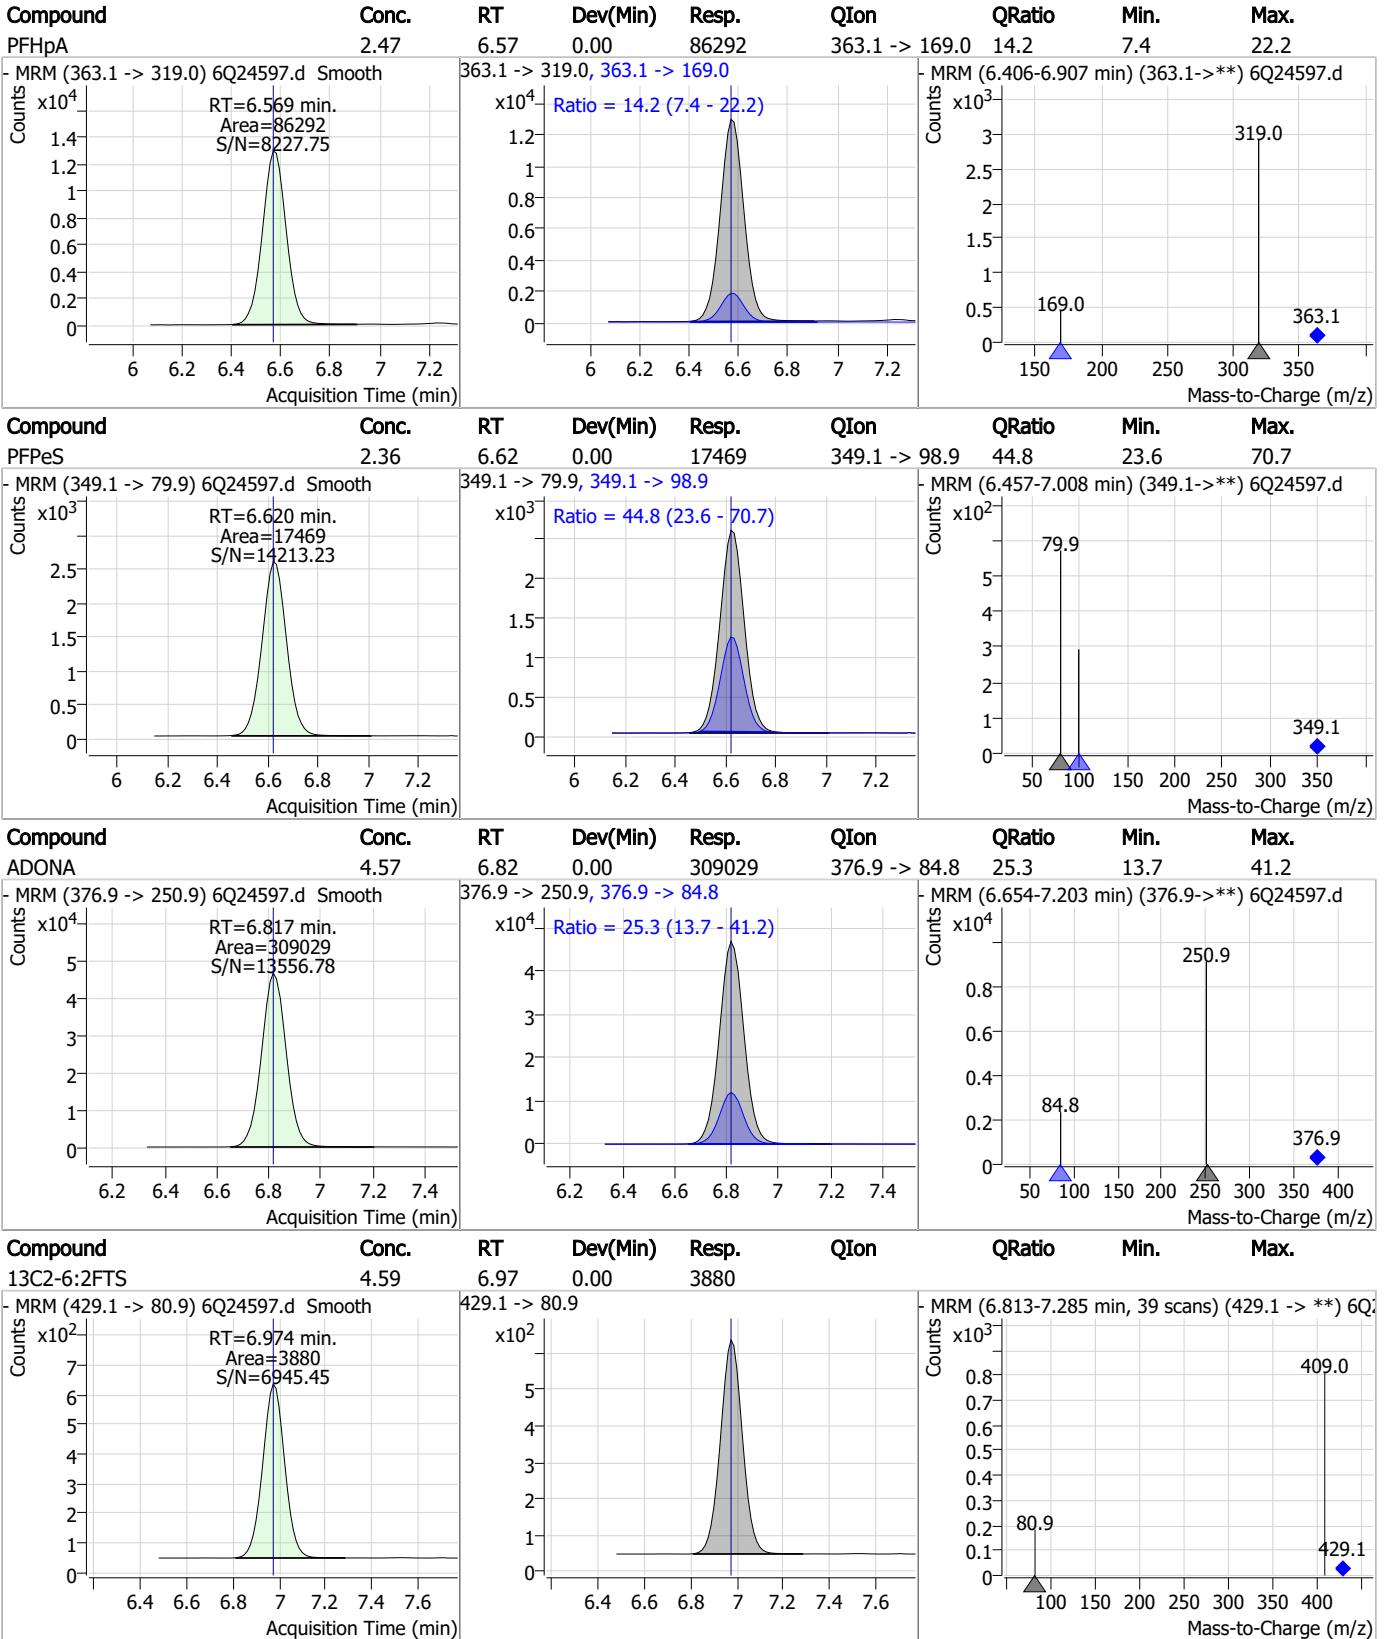 Compound Conc. RT Dev(Min) Resp. QIon QRatio Min. Max.
PFHpA 2.47 6.57 0.00 86292 363.1 -> 169.0 14.2 7.4 22.2
- MRM (363.1 -> 319.0) 6Q24597.d Smooth
Counts
x10^4
RT=6.569 min.
Area=86292
S/N=8227.75
1.4
1.2
1
0.8
0.6
0.4
0.2
0
6 6.2 6.4 6.6 6.8 7 7.2
Acquisition Time (min)
363.1 -> 319.0, 363.1 -> 169.0
x10^4
Ratio = 14.2 (7.4 - 22.2)
1.2
1
0.8
0.6
0.4
0.2
0
6 6.2 6.4 6.6 6.8 7 7.2
- MRM (6.406-6.907 min) (363.1->**) 6Q24597.d
Counts
x10^3
3
2.5
2
1.5
1
0.5
0
319.0
169.0
363.1
150 200 250 300 350
Mass-to-Charge (m/z)
Compound Conc. RT Dev(Min) Resp. QIon QRatio Min. Max.
PFPeS 2.36 6.62 0.00 17469 349.1 -> 98.9 44.8 23.6 70.7
- MRM (349.1 -> 79.9) 6Q24597.d Smooth
Counts
x10^3
RT=6.620 min.
Area=17469
S/N=14213.23
2.5
2
1.5
1
0.5
0
6 6.2 6.4 6.6 6.8 7 7.2
Acquisition Time (min)
349.1 -> 79.9, 349.1 -> 98.9
x10^3
Ratio = 44.8 (23.6 - 70.7)
2
1.5
1
0.5
0
6 6.2 6.4 6.6 6.8 7 7.2
- MRM (6.457-7.008 min) (349.1->**) 6Q24597.d
Counts
x10^2
5
4
3
2
1
0
79.9
349.1
50 100 150 200 250 300 350
Mass-to-Charge (m/z)
Compound Conc. RT Dev(Min) Resp. QIon QRatio Min. Max.
ADONA 4.57 6.82 0.00 309029 376.9 -> 84.8 25.3 13.7 41.2
- MRM (376.9 -> 250.9) 6Q24597.d Smooth
Counts
x10^4
RT=6.817 min.
Area=309029
S/N=13556.78
5
4
3
2
1
0
6.2 6.4 6.6 6.8 7 7.2 7.4
Acquisition Time (min)
376.9 -> 250.9, 376.9 -> 84.8
x10^4
Ratio = 25.3 (13.7 - 41.2)
4
3
2
1
0
6.2 6.4 6.6 6.8 7 7.2 7.4
- MRM (6.654-7.203 min) (376.9->**) 6Q24597.d
Counts
x10^4
0.8
0.6
0.4
0.2
0
250.9
84.8
376.9
50 100 150 200 250 300 350 400
Mass-to-Charge (m/z)
Compound Conc. RT Dev(Min) Resp. QIon QRatio Min. Max.
13C2-6:2FTS 4.59 6.97 0.00 3880
- MRM (429.1 -> 80.9) 6Q24597.d Smooth
Counts
x10^2
RT=6.974 min.
Area=3880
S/N=6945.45
7
6
5
4
3
2
1
0
6.4 6.6 6.8 7 7.2 7.4 7.6
Acquisition Time (min)
429.1 -> 80.9
x10^2
5
4
3
2
1
0
6.4 6.6 6.8 7 7.2 7.4 7.6
- MRM (6.813-7.285 min, 39 scans) (429.1 -> **) 6Q2
Counts
x10^3
0.8
0.7
0.6
0.5
0.4
0.3
0.2
0.1
0
409.0
80.9
429.1
100 150 200 250 300 350 400
Mass-to-Charge (m/z)